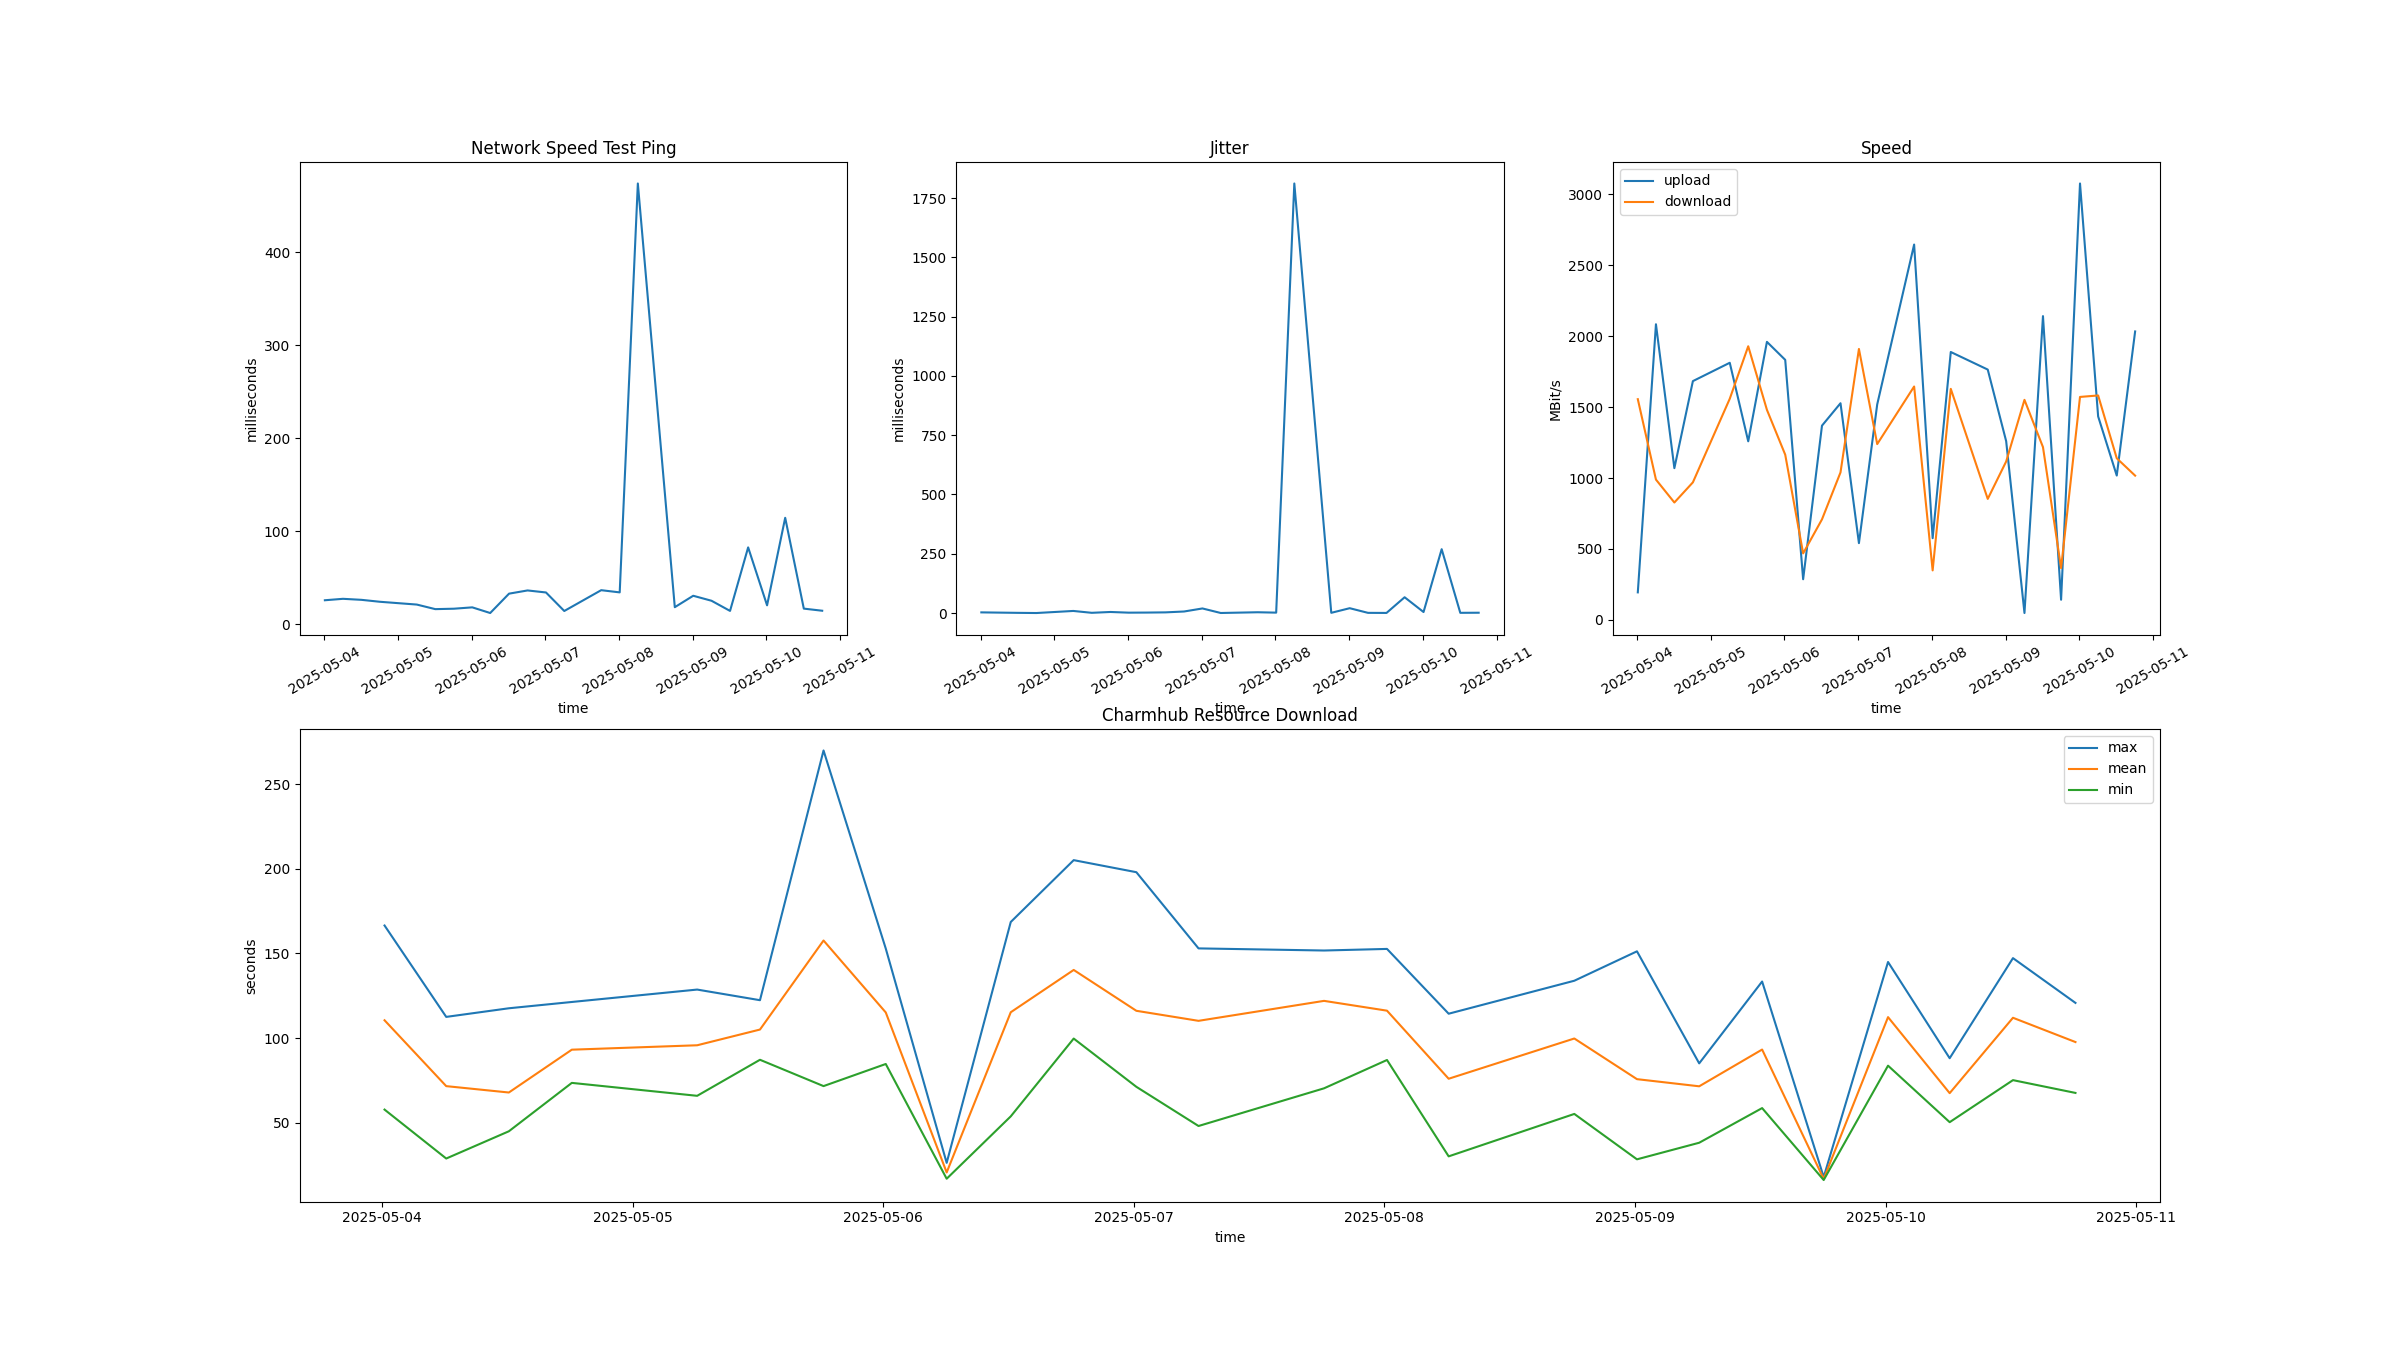 Network Speed Test Ping
milliseconds
400
300
200
100
0
2025-05-04 2025-05-05 2025-05-06 2025-05-07 2025-05-08 2025-05-09 2025-05-10 2025-05-11
time
Jitter
milliseconds
1750
1500
1250
1000
750
500
250
0
2025-05-04 2025-05-05 2025-05-06 2025-05-07 2025-05-08 2025-05-09 2025-05-10 2025-05-11
time
Speed
upload
download
MBit/s
3000
2500
2000
1500
1000
500
0
2025-05-04 2025-05-05 2025-05-06 2025-05-07 2025-05-08 2025-05-09 2025-05-10 2025-05-11
time
Charmhub Resource Download
max
mean
min
seconds
250
200
150
100
50
2025-05-04 2025-05-05 2025-05-06 2025-05-07 2025-05-08 2025-05-09 2025-05-10 2025-05-11
time